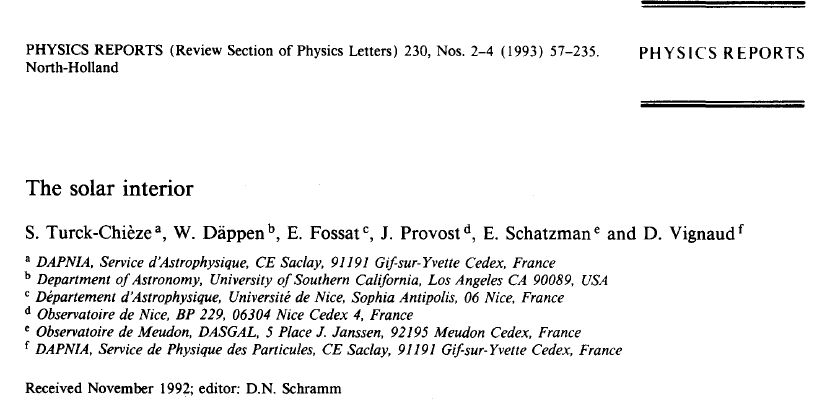 PHYSICS REPORTS (Review Section of Physics Letters) 230, Nos. 2–4 (1993) 57–235.
North-Holland
PHYSICS REPORTS
The solar interior
S. Turck-Chièze a, W. Däppen b, E. Fossat c, J. Provost d, E. Schatzman e and D. Vignaud f
a DAPNIA, Service d'Astrophysique, CE Saclay, 91191 Gif-sur-Yvette Cedex, France
b Department of Astronomy, University of Southern California, Los Angeles CA 90089, USA
c Département d'Astrophysique, Université de Nice, Sophia Antipolis, 06 Nice, France
d Observatoire de Nice, BP 229, 06304 Nice Cedex 4, France
e Observatoire de Meudon, DASGAL, 5 Place J. Janssen, 92195 Meudon Cedex, France
f DAPNIA, Service de Physique des Particules, CE Saclay, 91191 Gif-sur-Yvette Cedex, France
Received November 1992; editor: D.N. Schramm